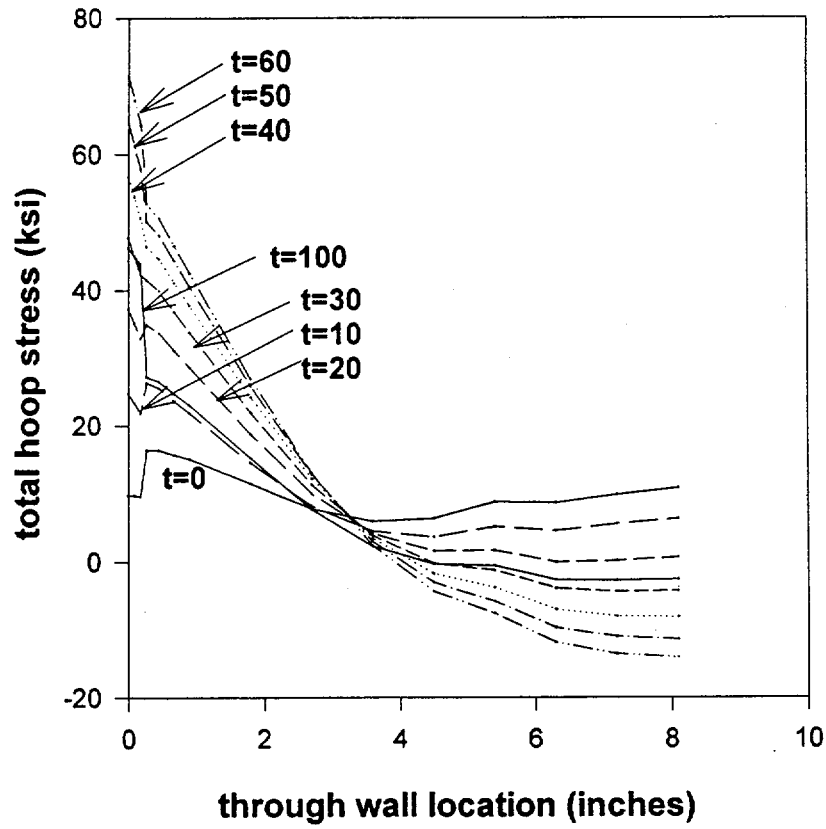 80
t=60
t=50
t=40
60
total hoop stress (ksi)
t=100
40
t=30
t=10
t=20
20
t=0
0
-20
0 2 4 6 8 10
through wall location (inches)